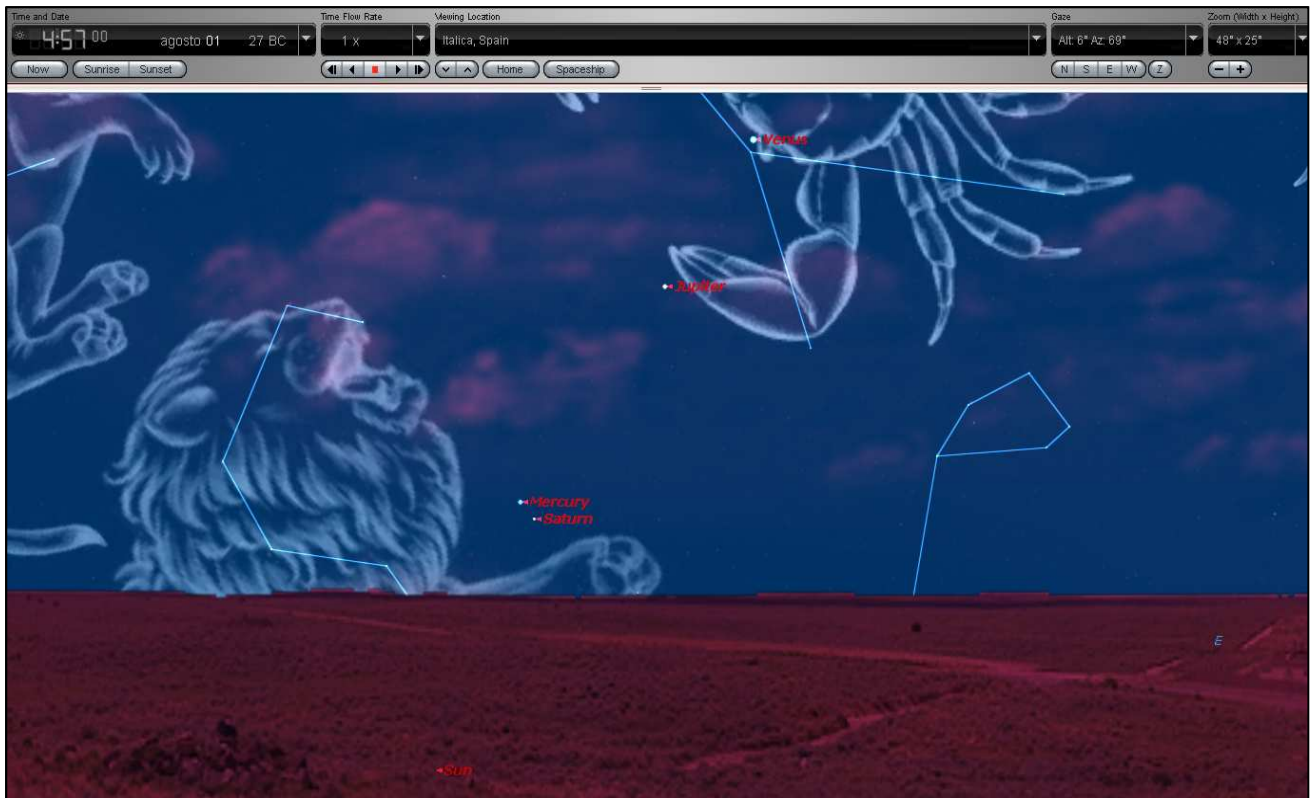 Time and Date Time Flow Rate Viewing Location Gaze Zoom (Width x Height)
4:57 00 agosto 01 27 BC 1 x Italica, Spain Alt: 6° Az: 69° 48° x 25°
Now Sunrise Sunset Home Spaceship N S E W Z
Venus
Jupiter
Mercury
Saturn
E
Sun